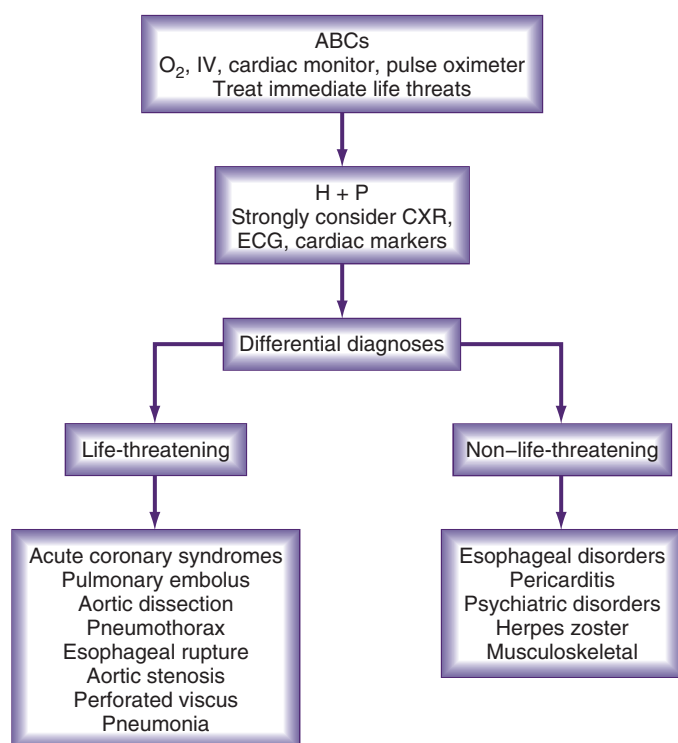 ABCs
O₂, IV, cardiac monitor, pulse oximeter
Treat immediate life threats
H + P
Strongly consider CXR,
ECG, cardiac markers
Differential diagnoses
Life-threatening
Non–life-threatening
Acute coronary syndromes
Pulmonary embolus
Aortic dissection
Pneumothorax
Esophageal rupture
Aortic stenosis
Perforated viscus
Pneumonia
Esophageal disorders
Pericarditis
Psychiatric disorders
Herpes zoster
Musculoskeletal